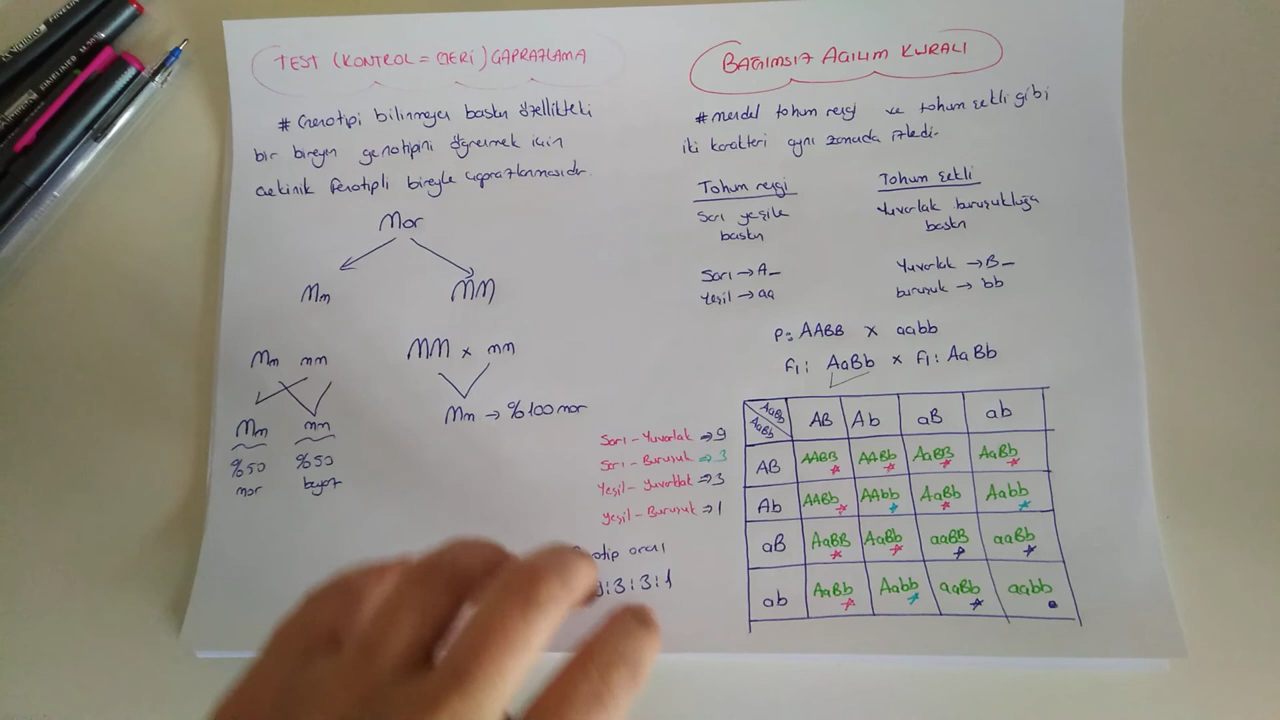 TEST (KONTROL = GERİ) ÇAPRAZLAMA
# Genotipi bilinmeyen baskın özellikteki
bir bireyin genotipini öğrenmek için
çekinik fenotipli bireyle çaprazlanmasıdır.
Mor
Mm MM
Mm mm
Mm mm
%50 %50
mor beyaz
MM x mm
Mm → %100 mor
BAĞIMSIZ AÇILIM KURALI
# mendel tohum rengi ve tohum şekli gibi
iki karakteri aynı zamanda izledi.
Tohum rengi
Sarı yeşile
baskın
Sarı → A_
Yeşil → aa
Tohum şekli
Yuvarlak buruşukluğa
baskın
Yuvarlak → B_
buruşuk → bb
P: AABB x aabb
F1: AaBb x F1: AaBb
Sarı - Yuvarlak → 9
Sarı - Buruşuk → 3
Yeşil - Yuvarlak → 3
Yeşil - Buruşuk → 1
oranı
:3:3:1
AaBb
AaBb
AB Ab aB ab
AB AABB AABb AaBB AaBb
Ab AABb AAbb AaBb Aabb
aB AaBB AaBb aaBB aaBb
ab AaBb Aabb aaBb aabb